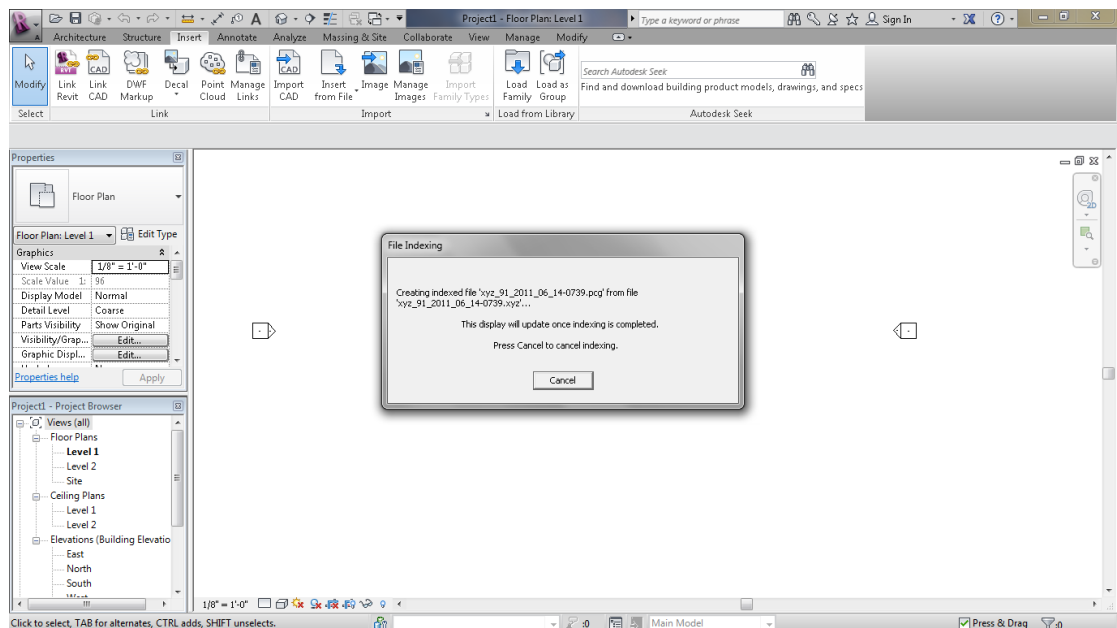 Project1 - Floor Plan: Level 1
Type a keyword or phrase
Sign In
Architecture Structure Insert Annotate Analyze Massing & Site Collaborate View Manage Modify
Modify
Link Revit
Link CAD
DWF Markup
Decal
Point Cloud
Manage Links
Import CAD
Insert from File
Image
Manage Images
Import Family Types
Load Family
Load as Group
Search Autodesk Seek
Find and download building product models, drawings, and specs
Select Link Import Load from Library Autodesk Seek
Properties
Floor Plan
Floor Plan: Level 1 Edit Type
Graphics
View Scale 1/8" = 1'-0"
Scale Value 1: 96
Display Model Normal
Detail Level Coarse
Parts Visibility Show Original
Visibility/Grap... Edit...
Graphic Displ... Edit...
Properties help Apply
Project1 - Project Browser
Views (all)
Floor Plans
Level 1
Level 2
Site
Ceiling Plans
Level 1
Level 2
Elevations (Building Elevatio
East
North
South
West
File Indexing
Creating indexed file 'xyz_91_2011_06_14-0739.pcg' from file
'xyz_91_2011_06_14-0739.xyz'...
This display will update once indexing is completed.
Press Cancel to cancel indexing.
Cancel
2D
1/8" = 1'-0"
Click to select, TAB for alternates, CTRL adds, SHIFT unselects. :0 Main Model Press & Drag :0